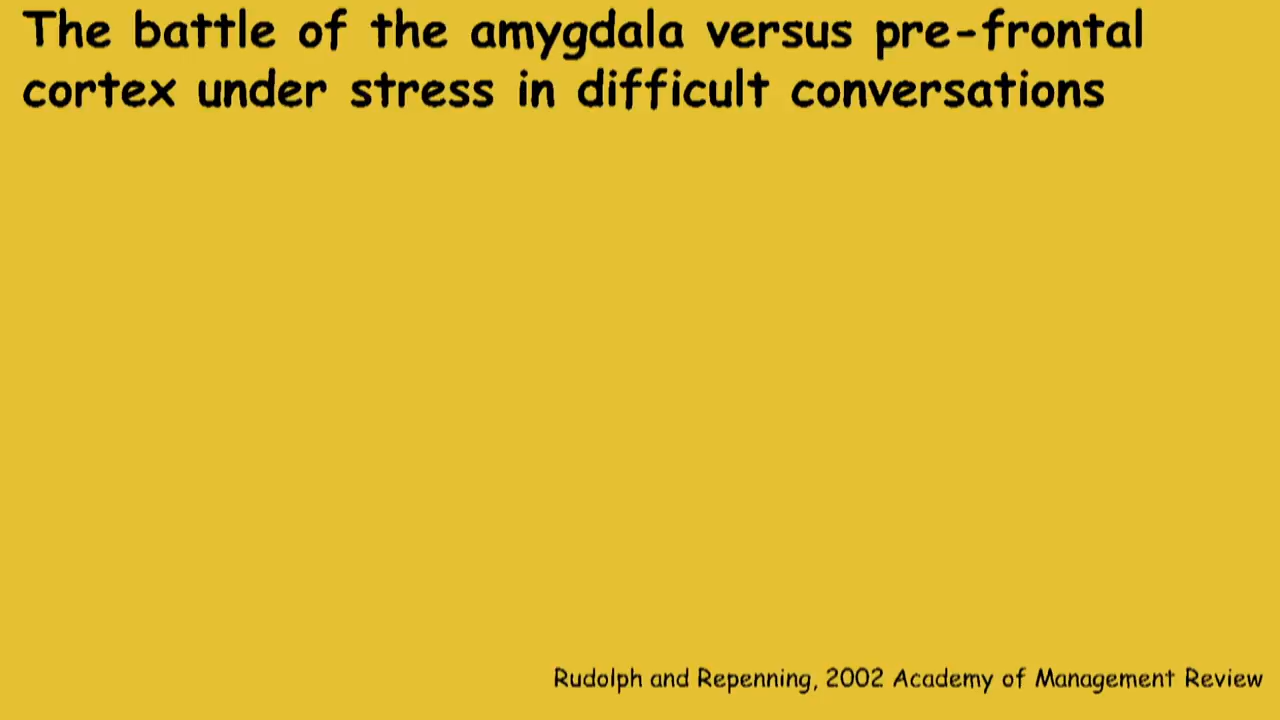 The battle of the amygdala versus pre-frontal
cortex under stress in difficult conversations
Rudolph and Repenning, 2002 Academy of Management Review